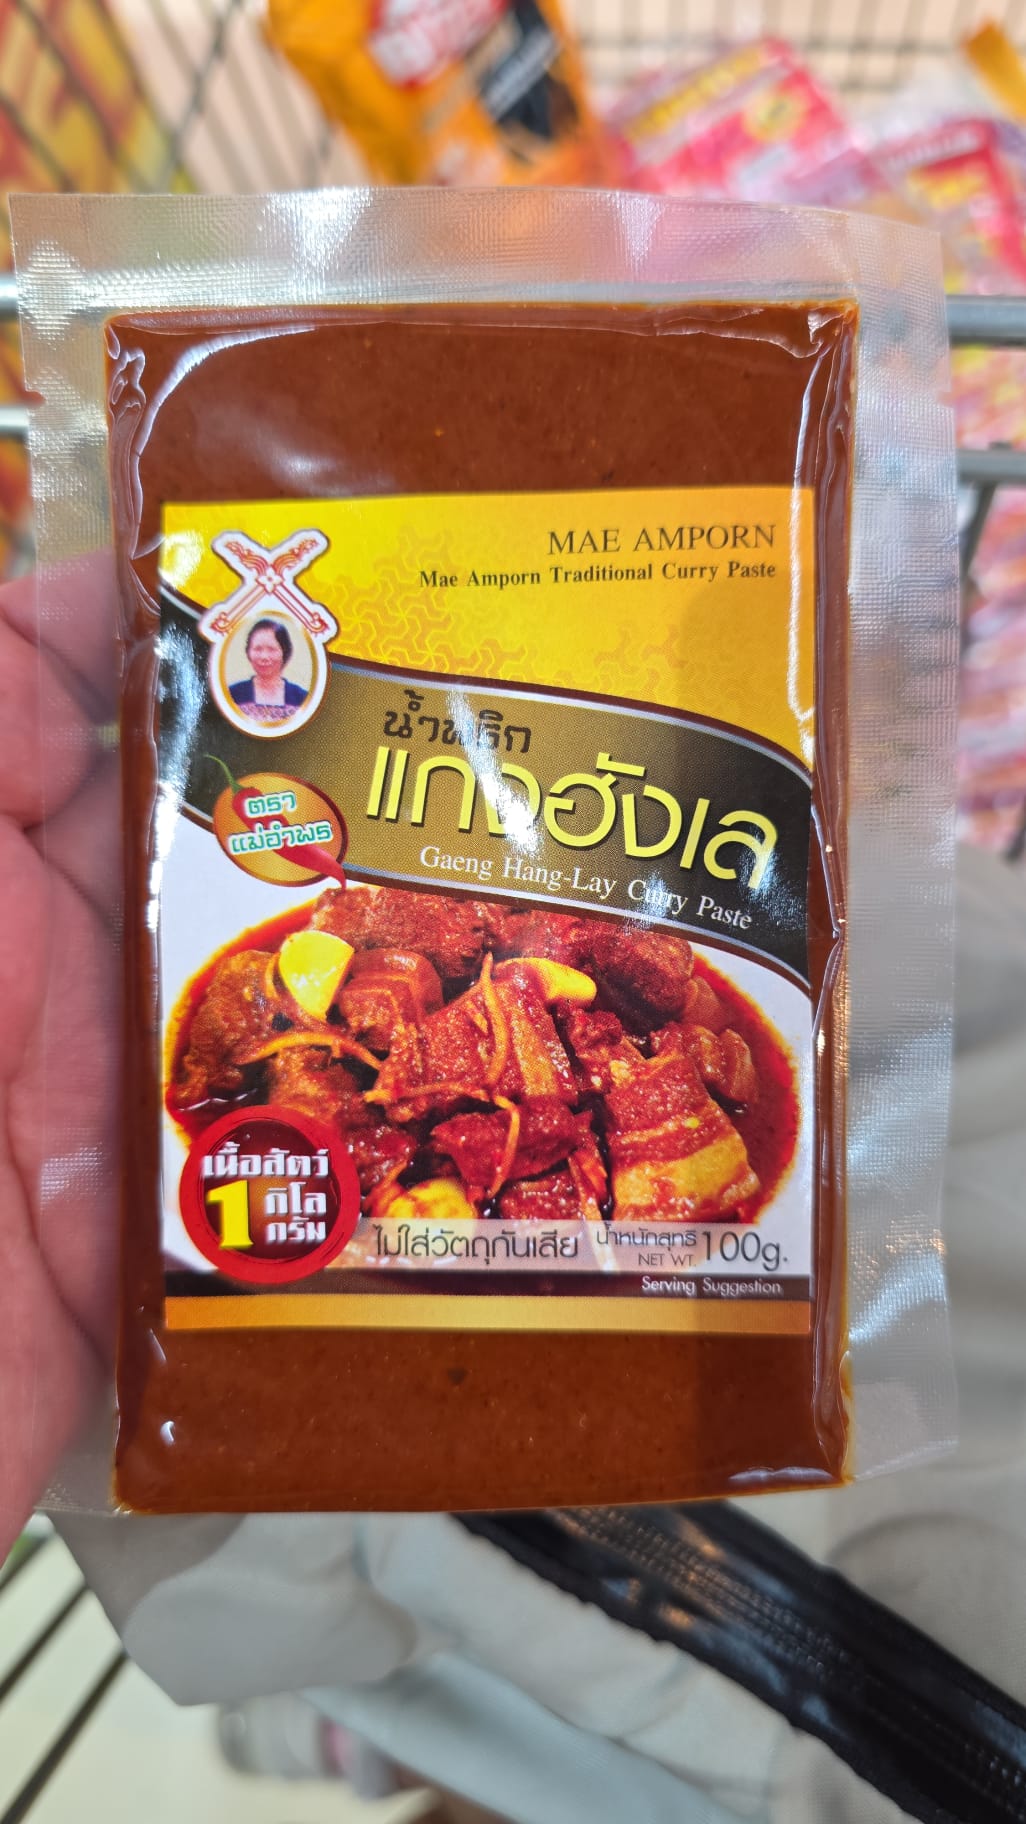 MAE AMPORN
Mae Amporn Traditional Curry Paste
น้ำพริก
แกงฮังเล
Gaeng Hang-Lay Curry Paste
ตรา
แม่อำพร
เนื้อสัตว์
1 กิโล
กรัม
ไม่ใส่วัตถุกันเสีย
น้ำหนักสุทธิ
NET WT. 100g.
Serving Suggestion